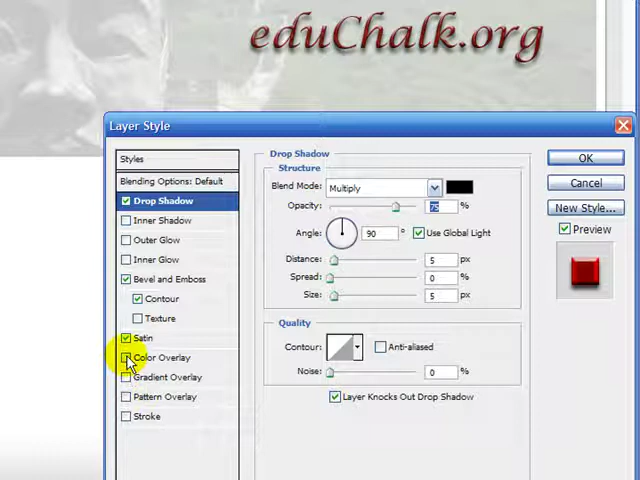 eduChalk.org
Layer Style
Styles
Blending Options: Default
Drop Shadow
Inner Shadow
Outer Glow
Inner Glow
Bevel and Emboss
Contour
Texture
Satin
Color Overlay
Gradient Overlay
Pattern Overlay
Stroke
Drop Shadow
Structure
Blend Mode: Multiply
Opacity: 75 %
Angle: 90 ° Use Global Light
Distance: 5 px
Spread: 0 %
Size: 5 px
Quality
Contour: Anti-aliased
Noise: 0 %
Layer Knocks Out Drop Shadow
OK
Cancel
New Style...
Preview